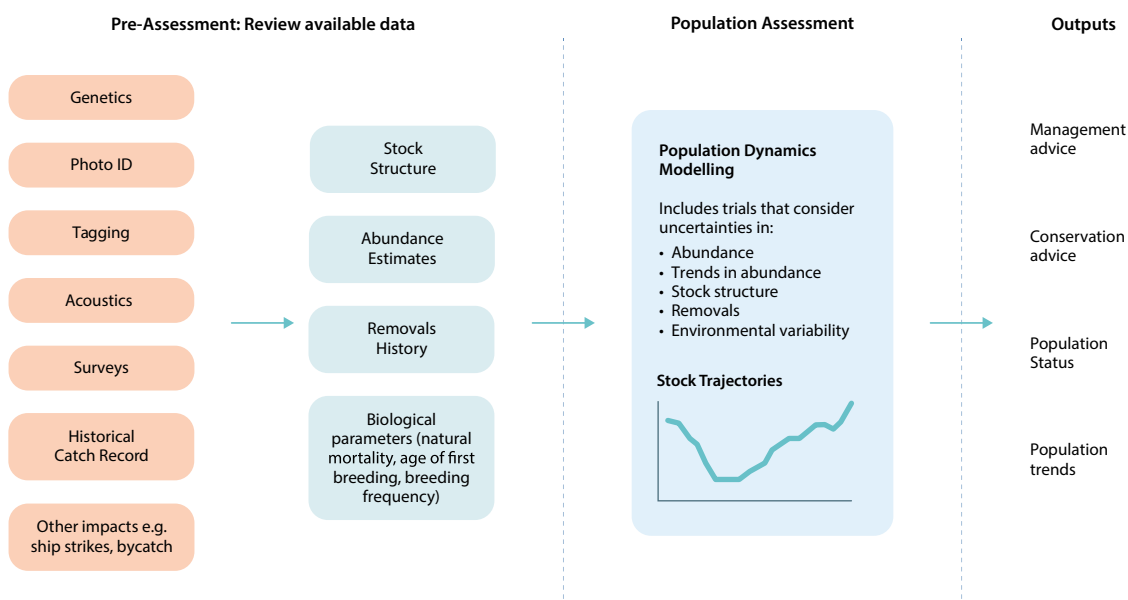 Pre-Assessment: Review available data
Population Assessment
Outputs
Genetics
Photo ID
Tagging
Acoustics
Surveys
Historical
Catch Record
Other impacts e.g.
ship strikes, bycatch
Stock
Structure
Abundance
Estimates
Removals
History
Biological
parameters (natural
mortality, age of first
breeding, breeding
frequency)
Population Dynamics
Modelling
Includes trials that consider
uncertainties in:
• Abundance
• Trends in abundance
• Stock structure
• Removals
• Environmental variability
Stock Trajectories
Management
advice
Conservation
advice
Population
Status
Population
trends